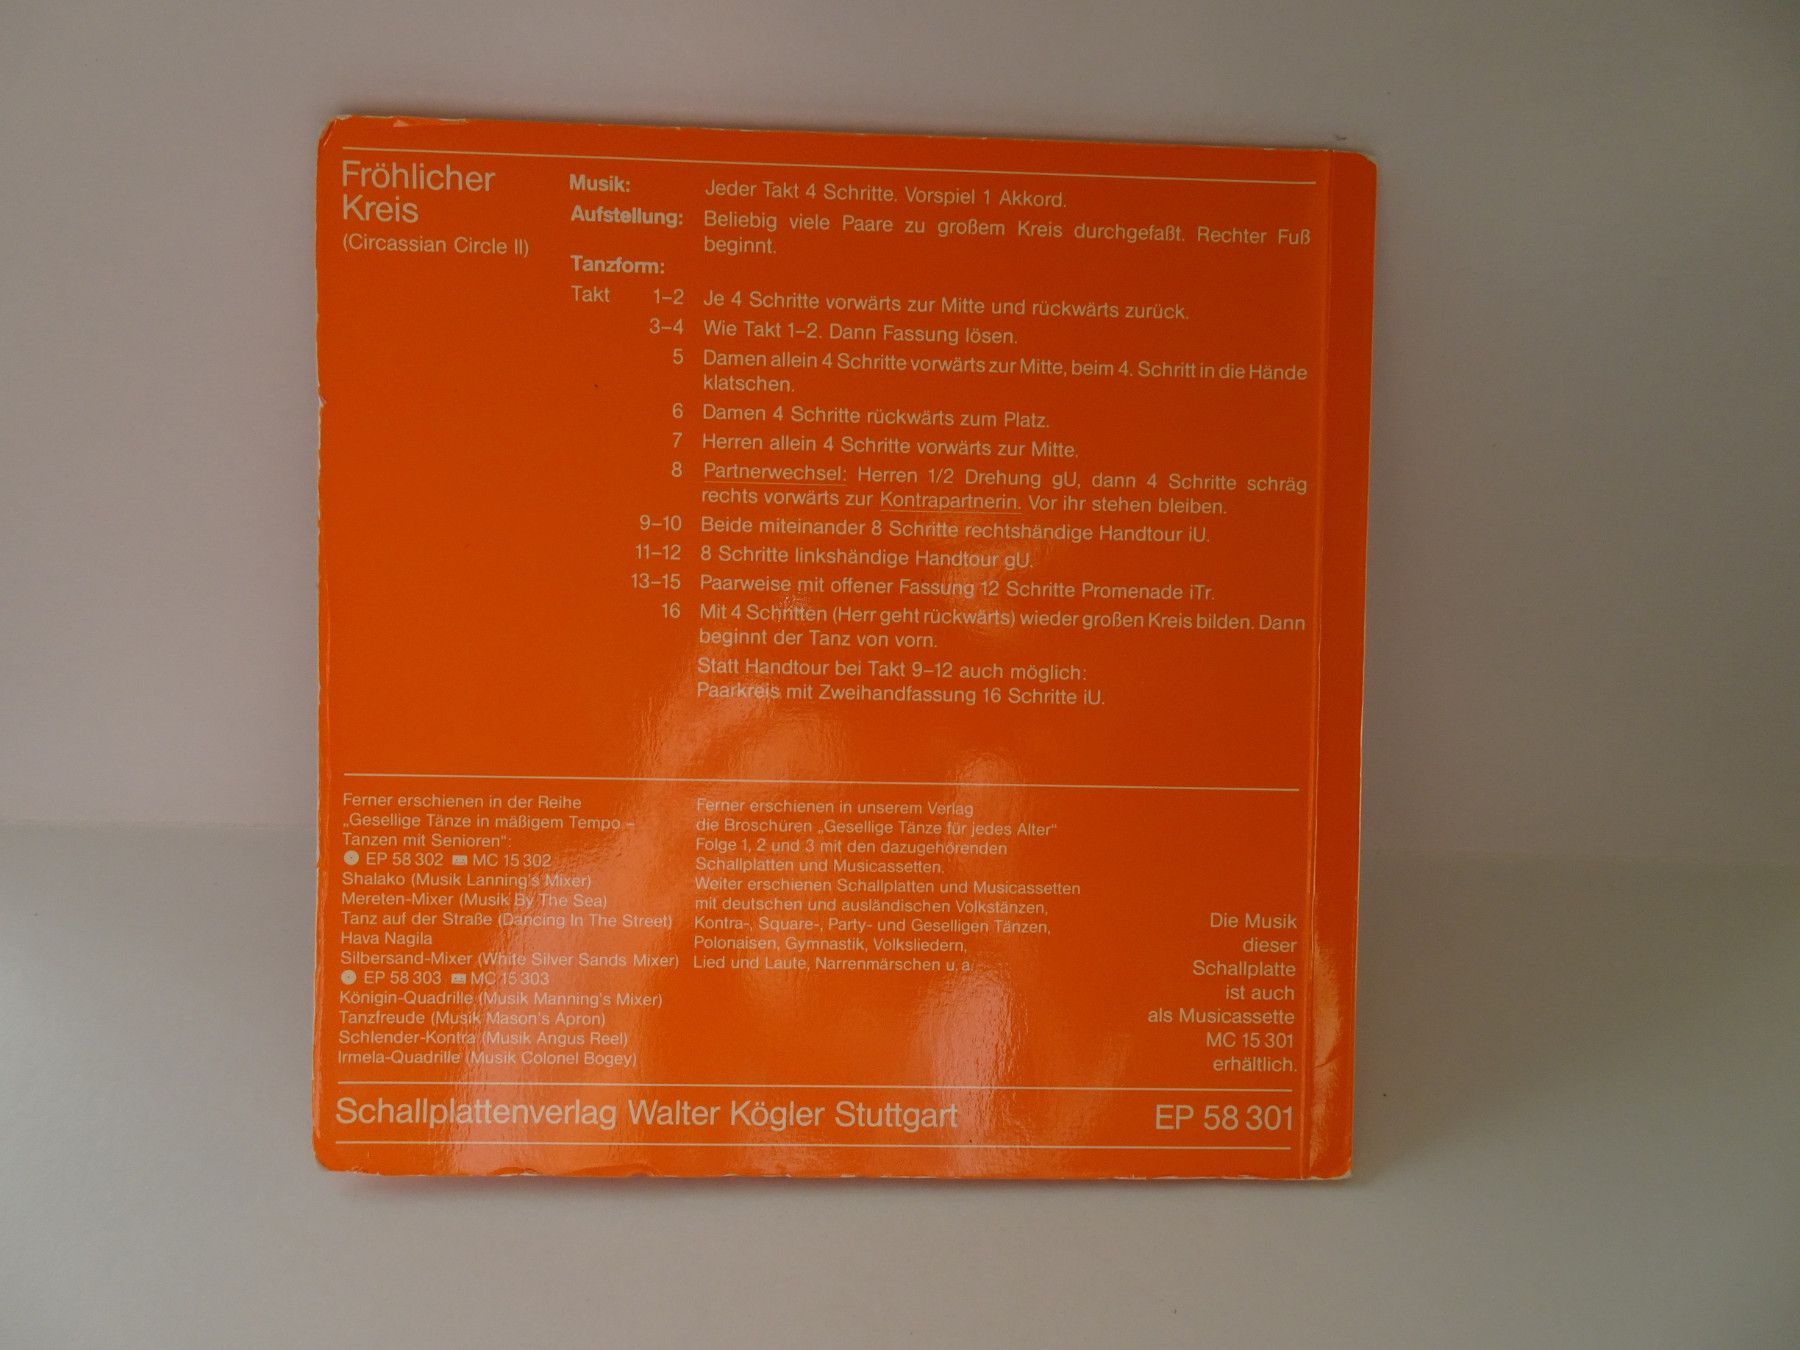 Fröhlicher
Kreis
(Circassian Circle II)
Musik: Jeder Takt 4 Schritte. Vorspiel 1 Akkord.
Aufstellung: Beliebig viele Paare zu großem Kreis durchgefaßt. Rechter Fuß
beginnt.
Tanzform:
Takt 1–2 Je 4 Schritte vorwärts zur Mitte und rückwärts zurück.
3–4 Wie Takt 1–2. Dann Fassung lösen.
5 Damen allein 4 Schritte vorwärts zur Mitte, beim 4. Schritt in die Hände
klatschen.
6 Damen 4 Schritte rückwärts zum Platz.
7 Herren allein 4 Schritte vorwärts zur Mitte.
8 Partnerwechsel: Herren 1/2 Drehung gU, dann 4 Schritte schräg
rechts vorwärts zur Kontrapartnerin. Vor ihr stehen bleiben.
9–10 Beide miteinander 8 Schritte rechtshändige Handtour iU.
11–12 8 Schritte linkshändige Handtour gU.
13–15 Paarweise mit offener Fassung 12 Schritte Promenade iTr.
16 Mit 4 Schritten (Herr geht rückwärts) wieder großen Kreis bilden. Dann
beginnt der Tanz von vorn.
Statt Handtour bei Takt 9–12 auch möglich:
Paarkreis mit Zweihandfassung 16 Schritte iU.
Ferner erschienen in der Reihe
„Gesellige Tänze in mäßigem Tempo –
Tanzen mit Senioren“:
EP 58 302 MC 15 302
Shalako (Musik Lanning's Mixer)
Mereten-Mixer (Musik By The Sea)
Tanz auf der Straße (Dancing In The Street)
Hava Nagila
Silbersand-Mixer (White Silver Sands Mixer)
EP 58 303 MC 15 303
Königin-Quadrille (Musik Manning's Mixer)
Tanzfreude (Musik Mason's Apron)
Schlender-Kontra (Musik Angus Reel)
Irmela-Quadrille (Musik Colonel Bogey)
Ferner erschienen in unserem Verlag
die Broschüren „Gesellige Tänze für jedes Alter“
Folge 1, 2 und 3 mit den dazugehörenden
Schallplatten und Musicassetten.
Weiter erschienen Schallplatten und Musicassetten
mit deutschen und ausländischen Volkstänzen,
Kontra-, Square-, Party- und Geselligen Tänzen,
Polonaisen, Gymnastik, Volksliedern,
Lied und Laute, Narrenmärschen u. a.
Die Musik
dieser
Schallplatte
ist auch
als Musicassette
MC 15 301
erhältlich.
Schallplattenverlag Walter Kögler Stuttgart EP 58 301